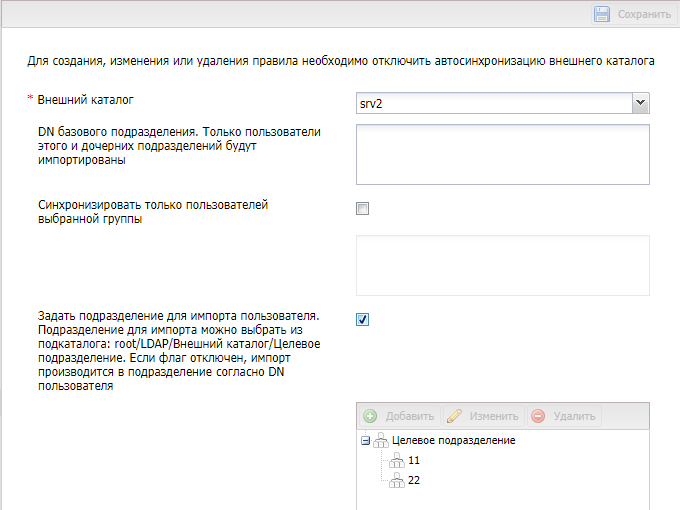 Сохранить
Для создания, изменения или удаления правила необходимо отключить автосинхронизацию внешнего каталога
* Внешний каталог
srv2
DN базового подразделения. Только пользователи
этого и дочерних подразделений будут
импортированы
Синхронизировать только пользователей
выбранной группы
Задать подразделение для импорта пользователя.
Подразделение для импорта можно выбрать из
подкаталога: root/LDAP/Внешний каталог/Целевое
подразделение. Если флаг отключен, импорт
производится в подразделение согласно DN
пользователя
Добавить Изменить Удалить
Целевое подразделение
11
22